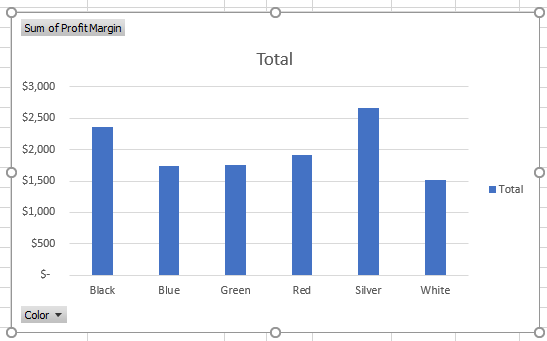 Sum of Profit Margin
Total
$3,000
$2,500
$2,000
$1,500
$1,000
$500
$-
Black Blue Green Red Silver White
Total
Color